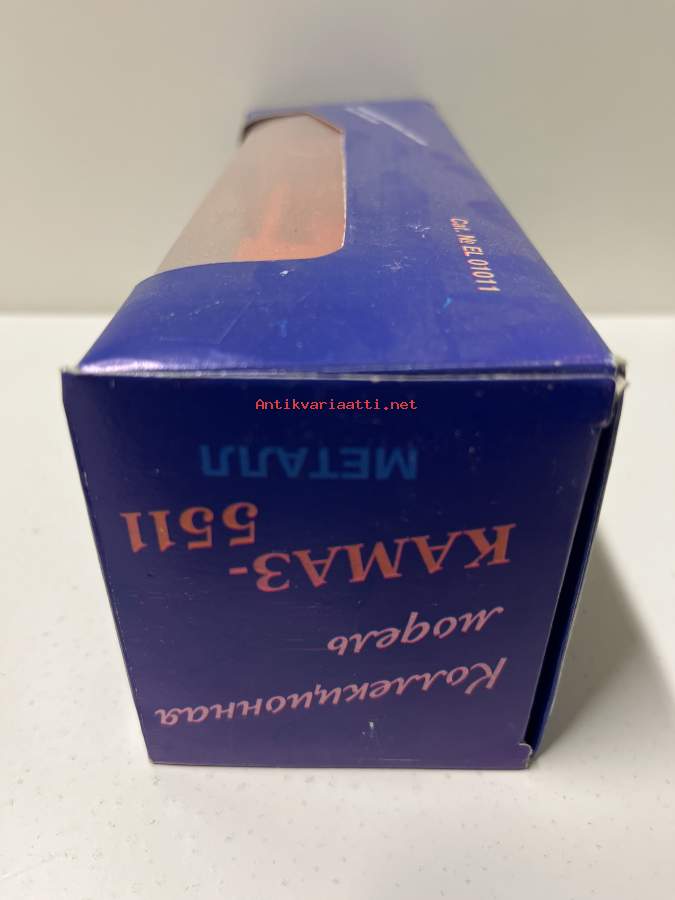 Коллекционная
модель
КАМАЗ-
5511
МЕТАЛЛ
Cat. № EL 01011
Antikvariaatti.net